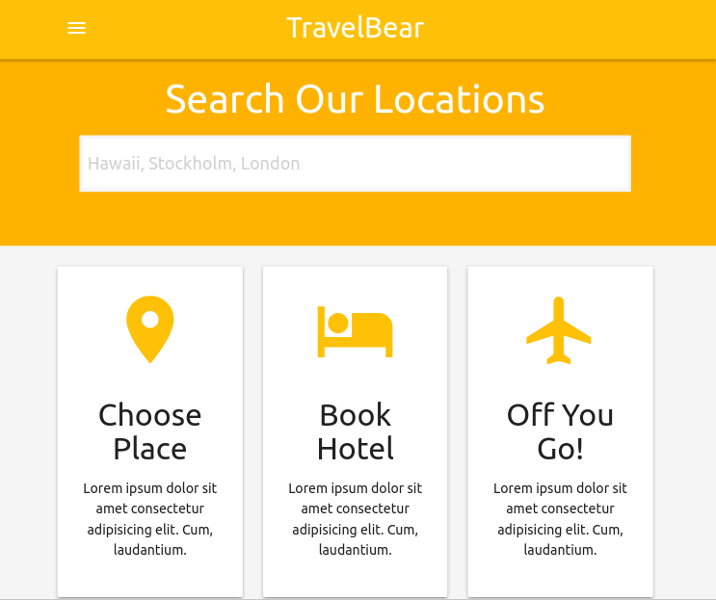 TravelBear
Search Our Locations
Hawaii, Stockholm, London
Choose
Place
Lorem ipsum dolor sit
amet consectetur
adipisicing elit. Cum,
laudantium.
Book
Hotel
Lorem ipsum dolor sit
amet consectetur
adipisicing elit. Cum,
laudantium.
Off You
Go!
Lorem ipsum dolor sit
amet consectetur
adipisicing elit. Cum,
laudantium.